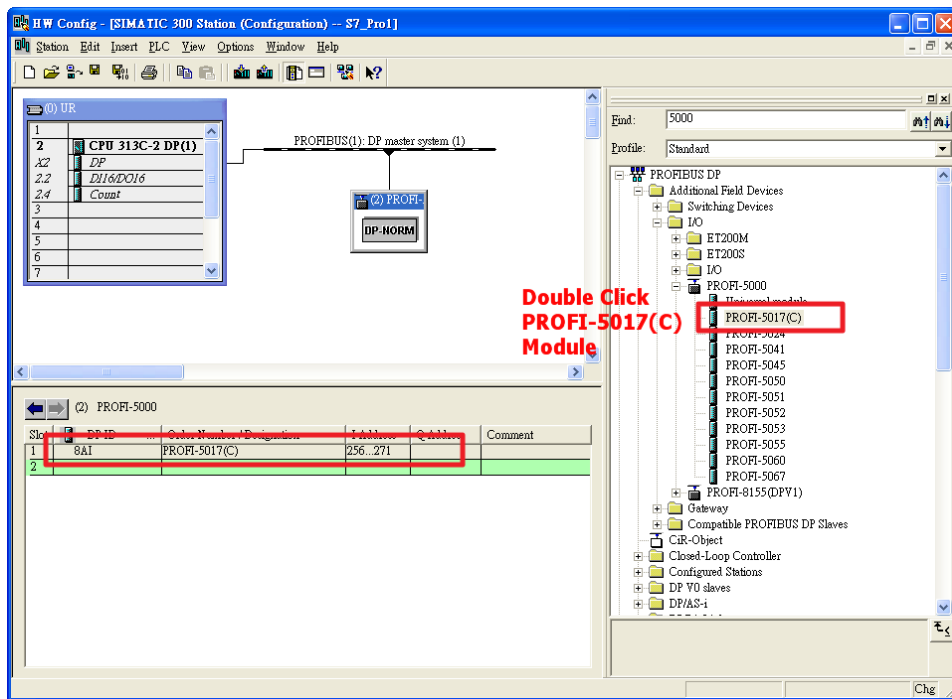 HW Config - [SIMATIC 300 Station (Configuration) -- S7_Pro1]
Station Edit Insert PLC View Options Window Help
(0) UR
1
2 CPU 313C-2 DP(1)
X2 DP
2.2 DI16/DO16
2.4 Count
3
4
5
6
7
PROFIBUS(1): DP master system (1)
(2) PROFI-
DP-NORM
Double Click
PROFI-5017(C)
Module
Find: 5000
Profile: Standard
PROFIBUS DP
Additional Field Devices
Switching Devices
I/O
ET200M
ET200S
I/O
PROFI-5000
Universal module
PROFI-5017(C)
PROFI-5024
PROFI-5041
PROFI-5045
PROFI-5050
PROFI-5051
PROFI-5052
PROFI-5053
PROFI-5055
PROFI-5060
PROFI-5067
PROFI-8155(DPV1)
Gateway
Compatible PROFIBUS DP Slaves
CiR-Object
Closed-Loop Controller
Configured Stations
DP V0 slaves
DP/AS-i
(2) PROFI-5000
Slot DP ID ... Order Number / Designation I Address Q Address Comment
1 8AI PROFI-5017(C) 256...271
2
Chg